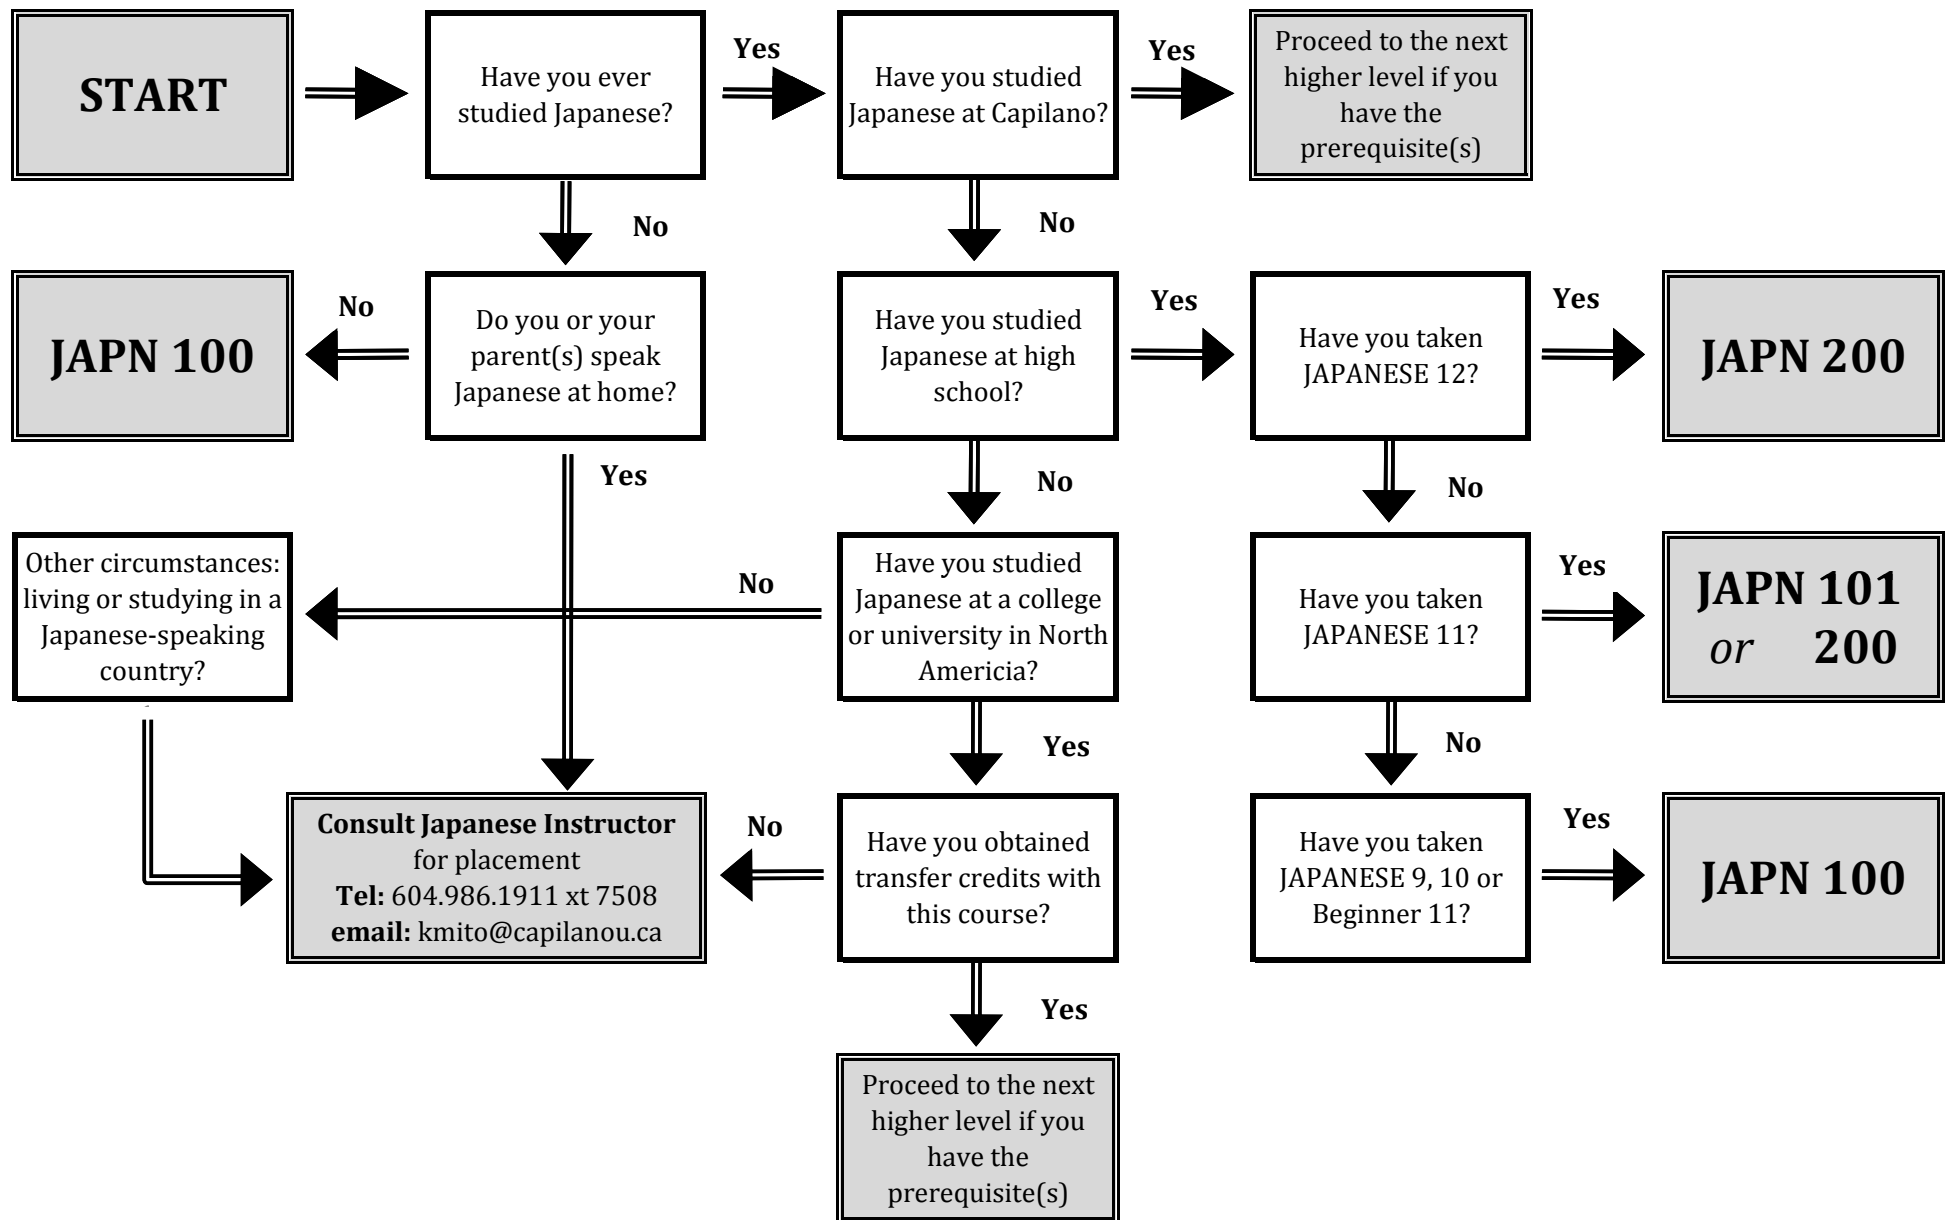 START
Have you ever
studied Japanese?
Yes
Have you studied
Japanese at Capilano?
Yes
Proceed to the next
higher level if you
have the
prerequisite(s)
No
No
JAPN 100
No
Do you or your
parent(s) speak
Japanese at home?
Have you studied
Japanese at high
school?
Yes
Have you taken
JAPANESE 12?
Yes
JAPN 200
Yes
No
No
Other circumstances:
living or studying in a
Japanese-speaking
country?
No
Have you studied
Japanese at a college
or university in North
Americia?
Have you taken
JAPANESE 11?
Yes
JAPN 101
or 200
Yes
No
Consult Japanese Instructor
for placement
Tel: 604.986.1911 xt 7508
email: kmito@capilanou.ca
No
Have you obtained
transfer credits with
this course?
Have you taken
JAPANESE 9, 10 or
Beginner 11?
Yes
JAPN 100
Yes
Proceed to the next
higher level if you
have the
prerequisite(s)